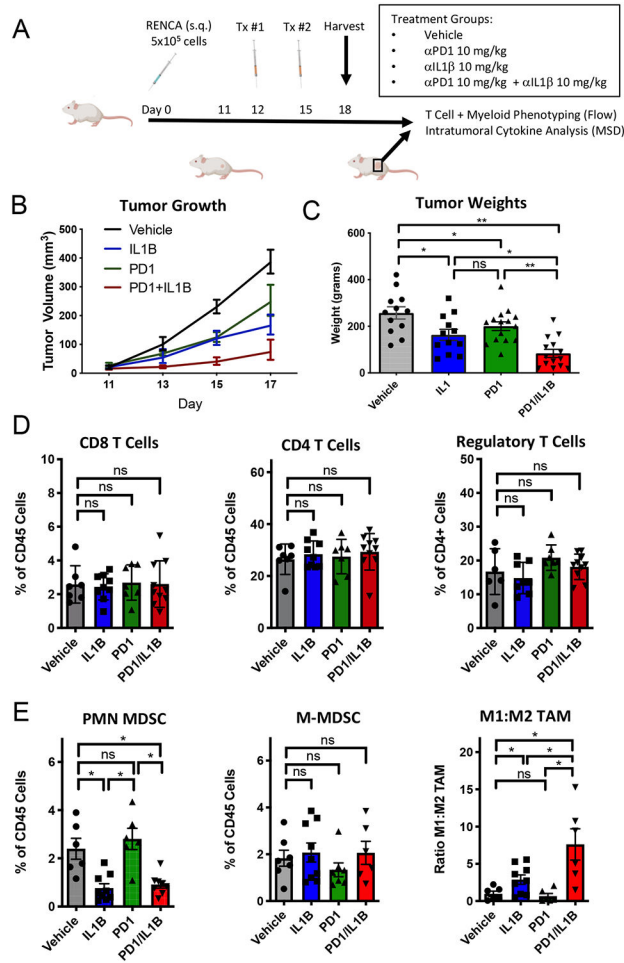 A
RENCA (s.q.)
5x10⁵ cells
Tx #1
Tx #2
Harvest
Day 0
11
12
15
18
Treatment Groups:
• Vehicle
• αPD1 10 mg/kg
• αIL1β 10 mg/kg
• αPD1 10 mg/kg + αIL1β 10 mg/kg
T Cell + Myeloid Phenotyping (Flow)
Intratumoral Cytokine Analysis (MSD)
B
Tumor Growth
Tumor Volume (mm³)
500
400
300
200
100
0
Vehicle
IL1B
PD1
PD1+IL1B
11
13
15
17
Day
C
Tumor Weights
Weight (grams)
600
400
200
0
**
*
*
*
ns
**
Vehicle
IL1
PD1
PD1/IL1B
D
CD8 T Cells
% of CD45 Cells
10
8
6
4
2
0
ns
ns
ns
Vehicle
IL1B
PD1
PD1/IL1B
CD4 T Cells
% of CD45 Cells
60
40
20
0
ns
ns
ns
Vehicle
IL1B
PD1
PD1/IL1B
Regulatory T Cells
% of CD4+ Cells
50
40
30
20
10
0
ns
ns
ns
Vehicle
IL1B
PD1
PD1/IL1B
E
PMN MDSC
% of CD45 Cells
6
4
2
0
*
ns
*
*
*
Vehicle
IL1B
PD1
PD1/IL1B
M-MDSC
% of CD45 Cells
6
4
2
0
ns
ns
ns
Vehicle
IL1B
PD1
PD1/IL1B
M1:M2 TAM
Ratio M1:M2 TAM
20
15
10
5
0
*
*
*
ns
*
Vehicle
IL1B
PD1
PD1/IL1B